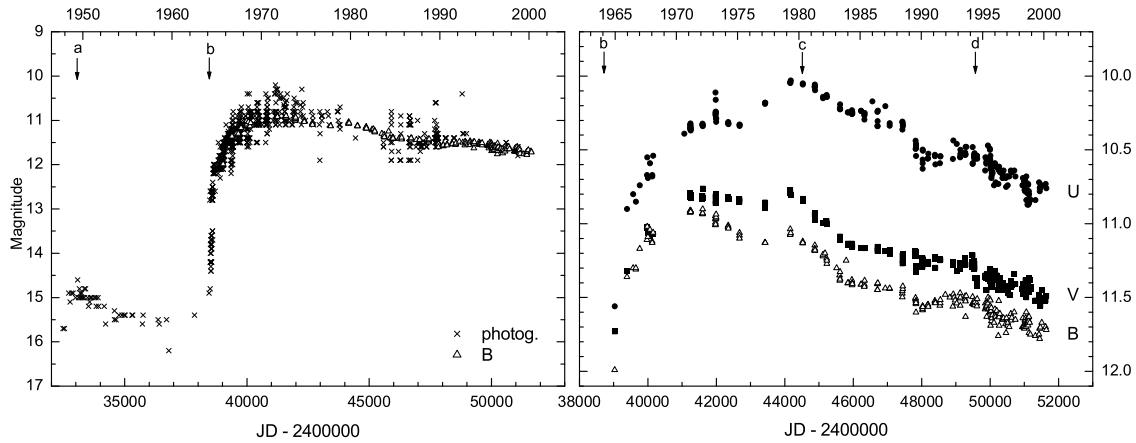 1950 1960 1970 1980 1990 2000
1965 1970 1975 1980 1985 1990 1995 2000
9
10
11
12
13
14
15
16
17
Magnitude
a
b
photog.
B
35000 40000 45000 50000
JD - 2400000
b
c
d
U
V
B
10.0
10.5
11.0
11.5
12.0
38000 40000 42000 44000 46000 48000 50000 52000
JD - 2400000